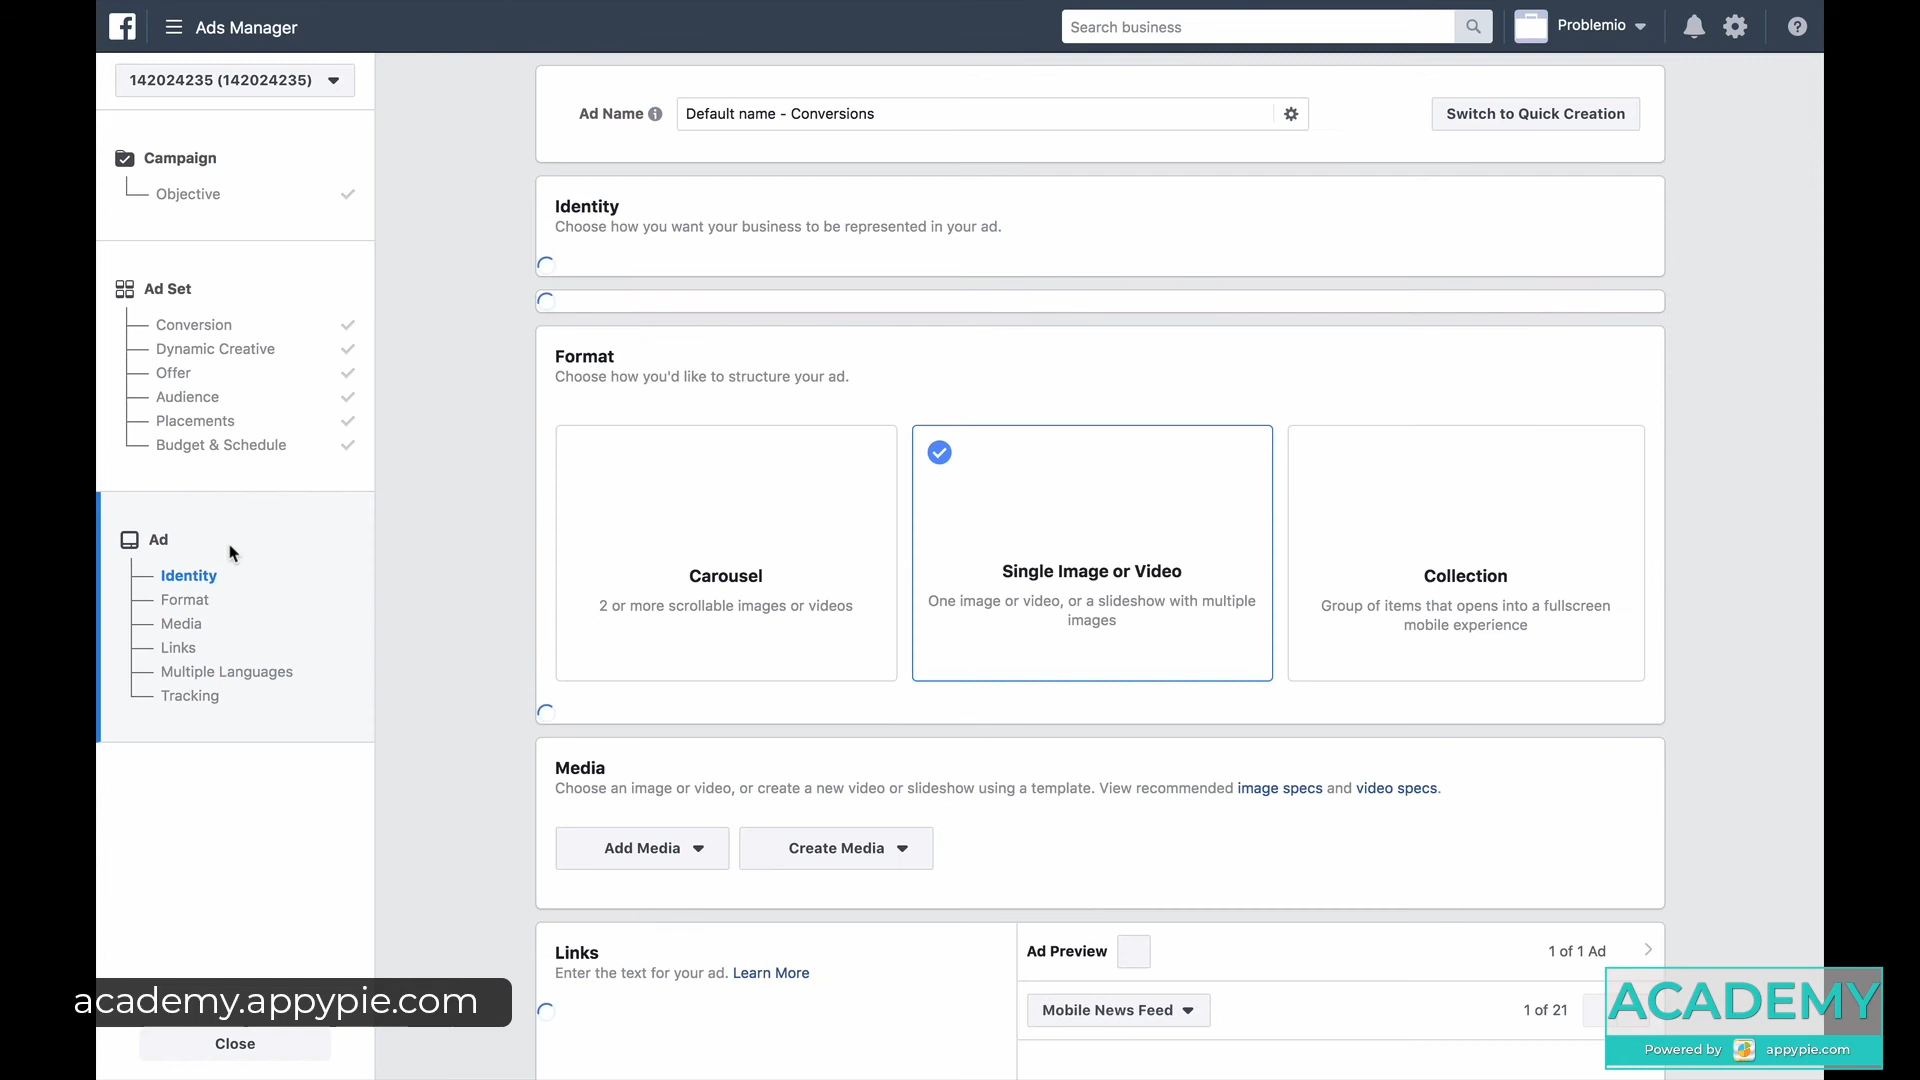 Ads Manager
Search business
Problemio
142024235 (142024235)
Campaign
Objective
Ad Set
Conversion
Dynamic Creative
Offer
Audience
Placements
Budget & Schedule
Ad
Identity
Format
Media
Links
Multiple Languages
Tracking
Close
Ad Name
Default name - Conversions
Switch to Quick Creation
Identity
Choose how you want your business to be represented in your ad.
Format
Choose how you'd like to structure your ad.
Carousel
2 or more scrollable images or videos
Single Image or Video
One image or video, or a slideshow with multiple
images
Collection
Group of items that opens into a fullscreen
mobile experience
Media
Choose an image or video, or create a new video or slideshow using a template. View recommended image specs and video specs.
Add Media
Create Media
Links
Enter the text for your ad. Learn More
Ad Preview
1 of 1 Ad
Mobile News Feed
1 of 21
academy.appypie.com
ACADEMY
Powered by appypie.com